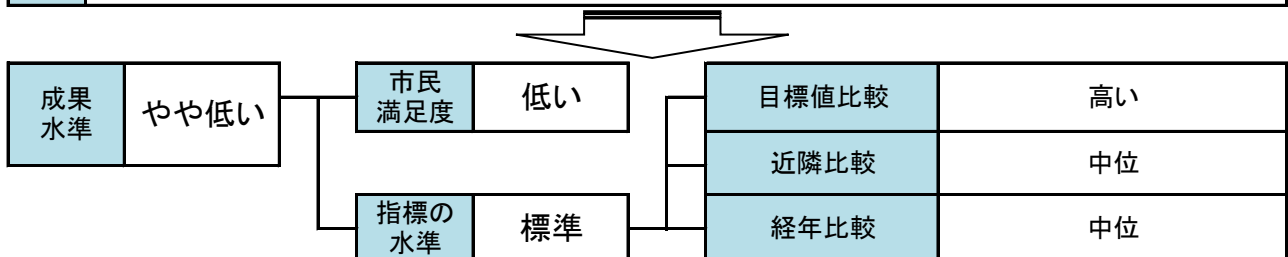 成果
水準
やや低い
市民
満足度
低い
指標の
水準
標準
目標値比較
高い
近隣比較
中位
経年比較
中位